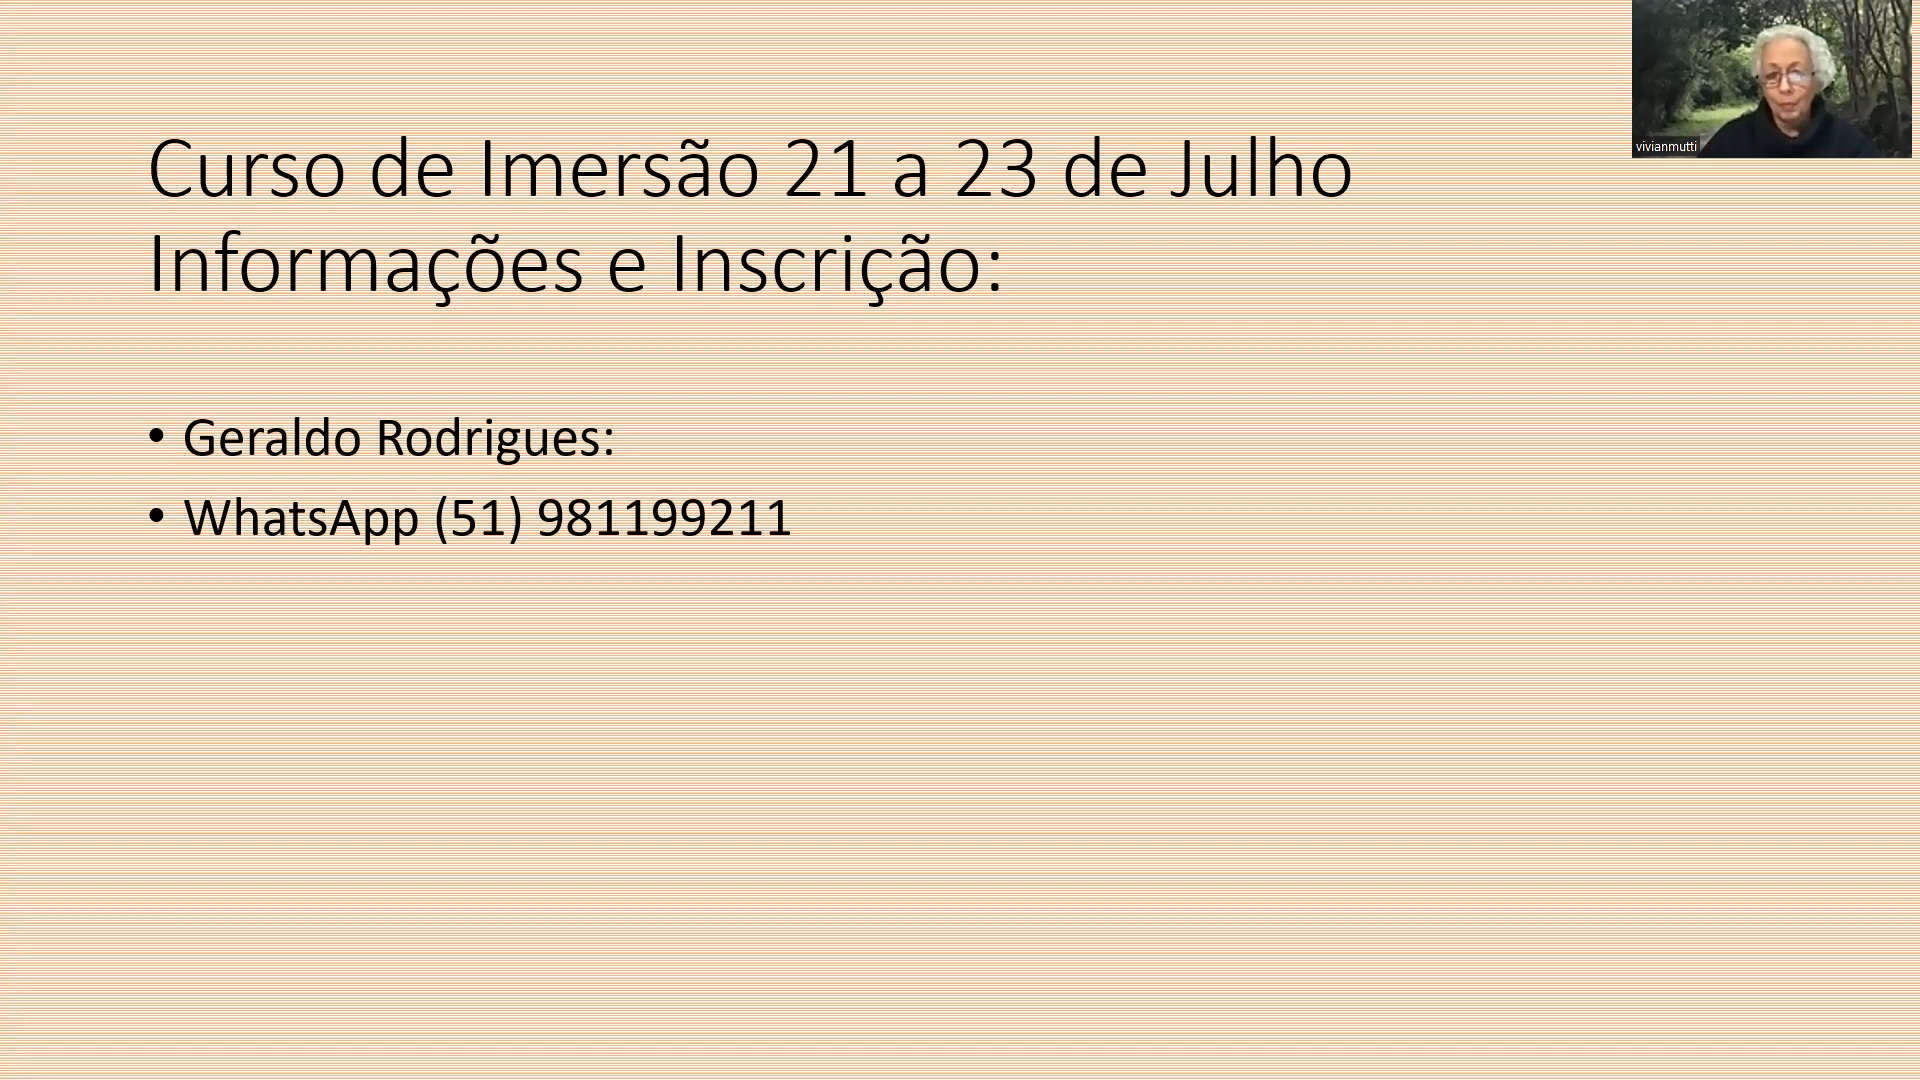 Curso de Imersão 21 a 23 de Julho
Informações e Inscrição:
• Geraldo Rodrigues:
• WhatsApp (51) 981199211
vivianmutti